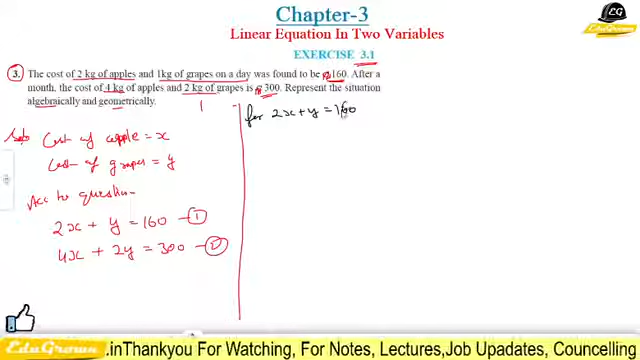 Chapter-3
EG
EduGrown
Linear Equation In Two Variables
EXERCISE 3.1
3. The cost of 2 kg of apples and 1kg of grapes on a day was found to be 160. After a
month, the cost of 4 kg of apples and 2 kg of grapes is 300. Represent the situation
algebraically and geometrically.
Sol: Cost of apple = x
Cost of grapes = y
Acc to question
2x + y = 160 — 1
4x + 2y = 300 — 2
for 2x + y = 160
EduGrown
.inThankyou For Watching, For Notes, Lectures,Job Upadates, Councelling